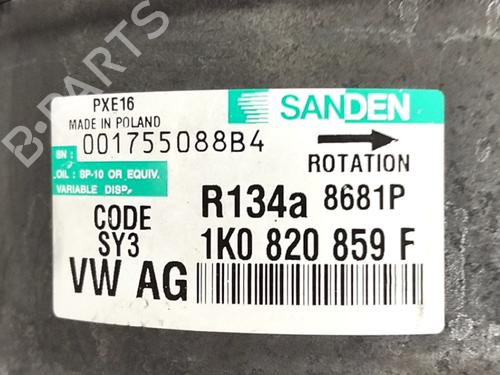 B-PARTS
PXE16
MADE IN POLAND
SANDEN
SN: 001755088B4
OIL: SP-10 OR EQUIV.
VARIABLE DISP.
ROTATION
CODE
SY3
R134a 8681P
1K0 820 859 F
VW AG